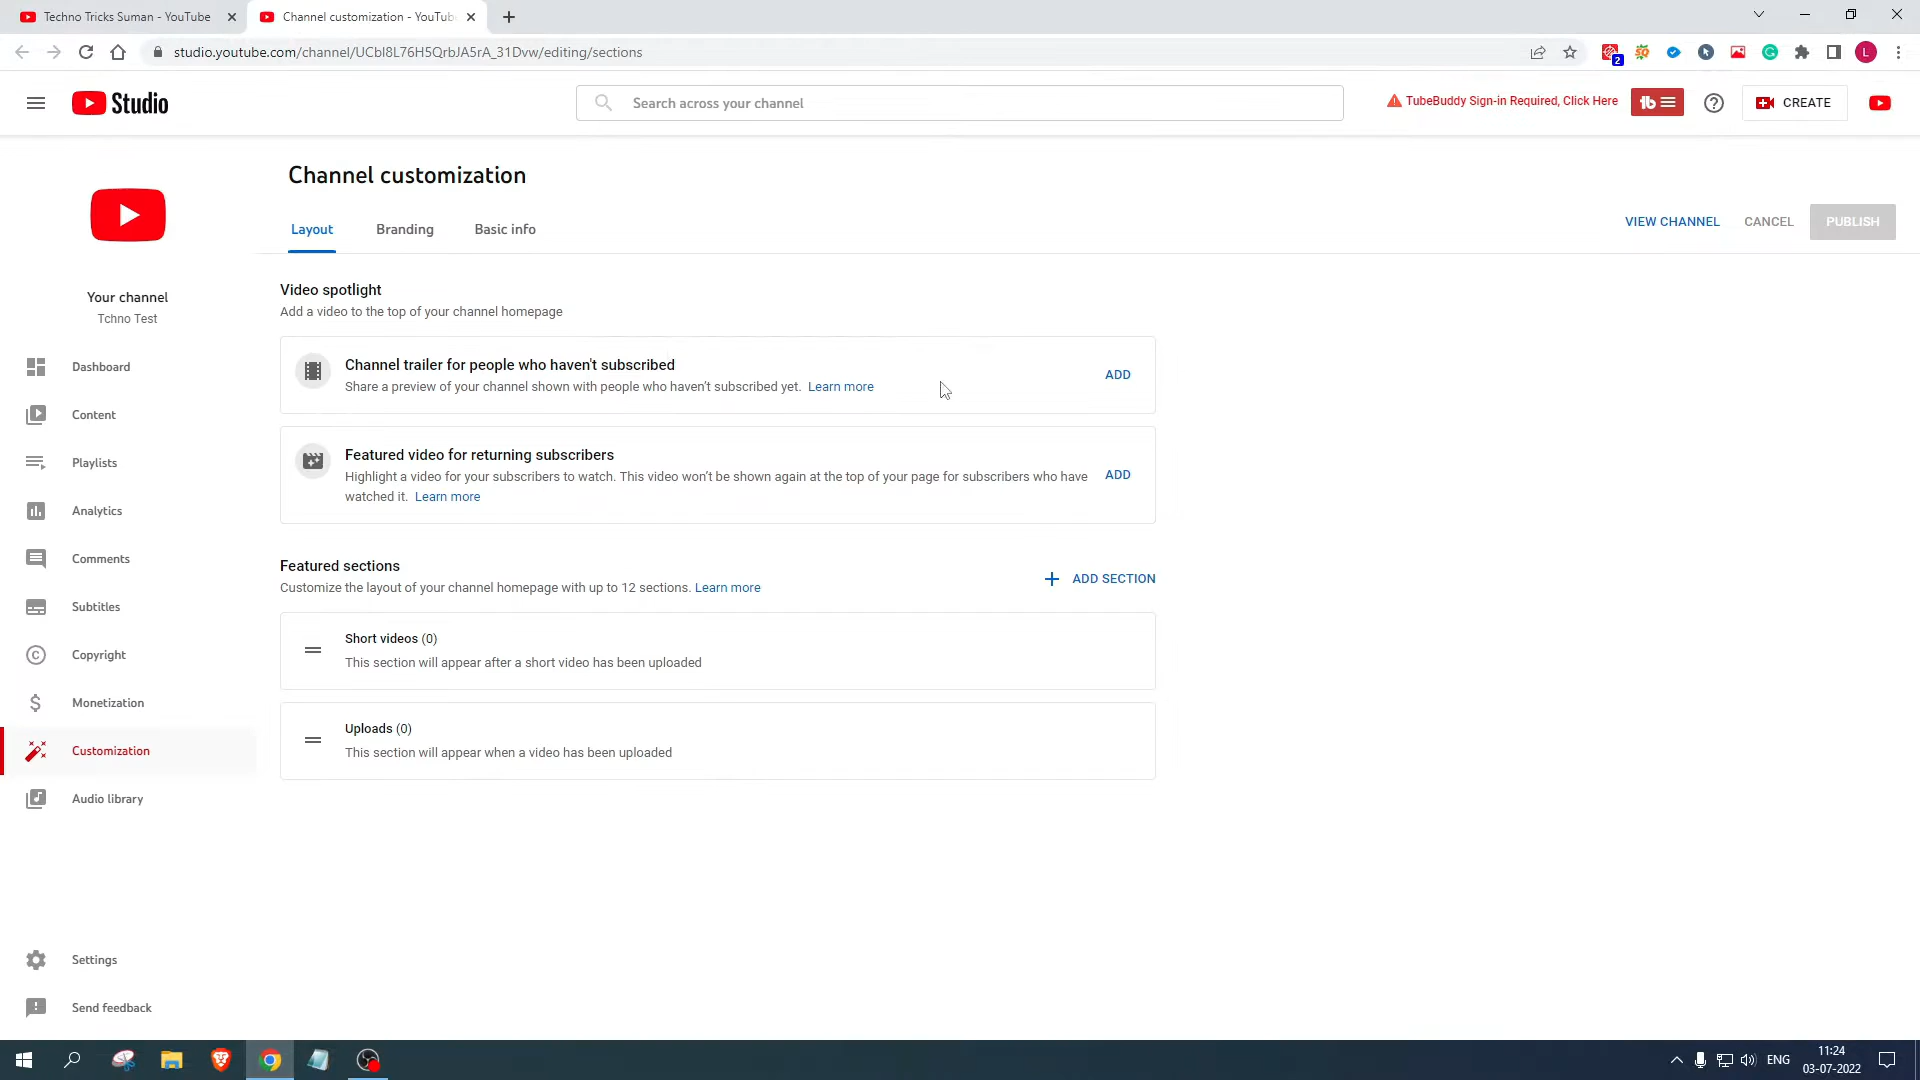 Techno Tricks Suman - YouTube
Channel customization - YouTub
studio.youtube.com/channel/UCbI8L76H5QrbJA5rA_31Dvw/editing/sections
2
L
Studio
Search across your channel
TubeBuddy Sign-in Required, Click Here
tb
CREATE
Channel customization
Layout
Branding
Basic info
VIEW CHANNEL
CANCEL
PUBLISH
Your channel
Tchno Test
Video spotlight
Add a video to the top of your channel homepage
Channel trailer for people who haven't subscribed
Share a preview of your channel shown with people who haven't subscribed yet. Learn more
ADD
Featured video for returning subscribers
Highlight a video for your subscribers to watch. This video won't be shown again at the top of your page for subscribers who have
watched it. Learn more
ADD
Featured sections
Customize the layout of your channel homepage with up to 12 sections. Learn more
ADD SECTION
Short videos (0)
This section will appear after a short video has been uploaded
Uploads (0)
This section will appear when a video has been uploaded
Dashboard
Content
Playlists
Analytics
Comments
Subtitles
Copyright
Monetization
Customization
Audio library
Settings
Send feedback
ENG
11:24
03-07-2022